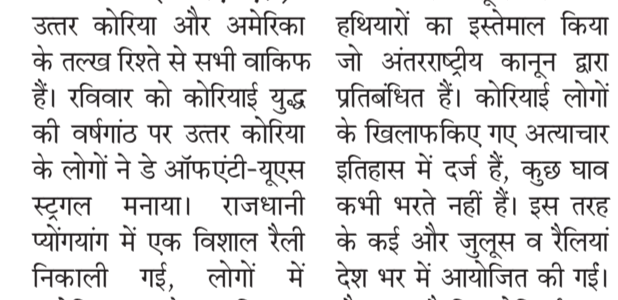 उत्तर कोरिया और अमेरिका
के तल्ख रिश्ते से सभी वाकिफ
हैं। रविवार को कोरियाई युद्ध
की वर्षगांठ पर उत्तर कोरिया
के लोगों ने डे ऑफएंटी-यूएस
स्ट्रगल मनाया। राजधानी
प्योंगयांग में एक विशाल रैली
निकाली गई, लोगों में
हथियारों का इस्तेमाल किया
जो अंतरराष्ट्रीय कानून द्वारा
प्रतिबंधित हैं। कोरियाई लोगों
के खिलाफकिए गए अत्याचार
इतिहास में दर्ज हैं, कुछ घाव
कभी भरते नहीं हैं। इस तरह
के कई और जुलूस व रैलियां
देश भर में आयोजित की गई।